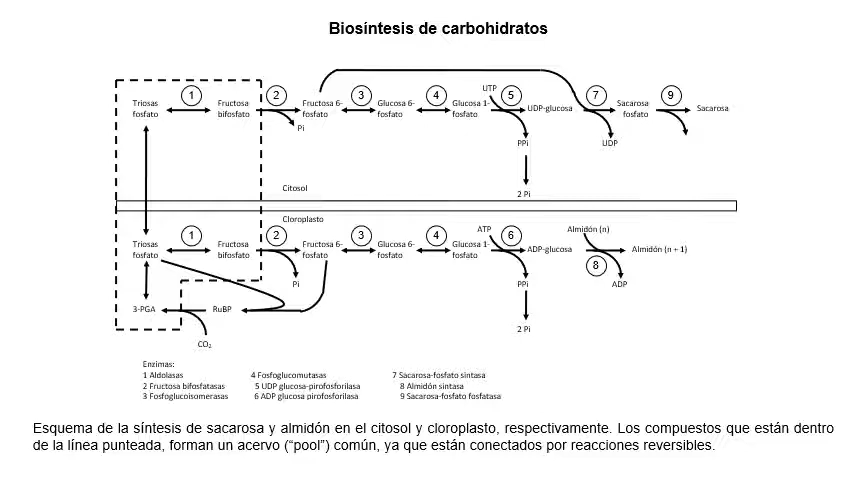 Biosíntesis de carbohidratos
UTP
1 2 3 4 5 7 9
Triosas fosfato
Fructosa bifosfato
Fructosa 6-fosfato
Glucosa 6-fosfato
Glucosa 1-fosfato
UDP-glucosa
Sacarosa fosfato
Sacarosa
Pi
PPi
UDP
2 Pi
Citosol
Cloroplasto
ATP
Almidón (n)
1 2 3 4 6
Triosas fosfato
Fructosa bifosfato
Fructosa 6-fosfato
Glucosa 6-fosfato
Glucosa 1-fosfato
ADP-glucosa
Almidón (n + 1)
8
Pi
PPi
ADP
3-PGA
RuBP
2 Pi
CO₂
Enzimas:
1 Aldolasas
2 Fructosa bifosfatasas
3 Fosfoglucoisomerasas
4 Fosfoglucomutasas
5 UDP glucosa-pirofosforilasa
6 ADP glucosa pirofosforilasa
7 Sacarosa-fosfato sintasa
8 Almidón sintasa
9 Sacarosa-fosfato fosfatasa
Esquema de la síntesis de sacarosa y almidón en el citosol y cloroplasto, respectivamente. Los compuestos que están dentro
de la línea punteada, forman un acervo (“pool”) común, ya que están conectados por reacciones reversibles.